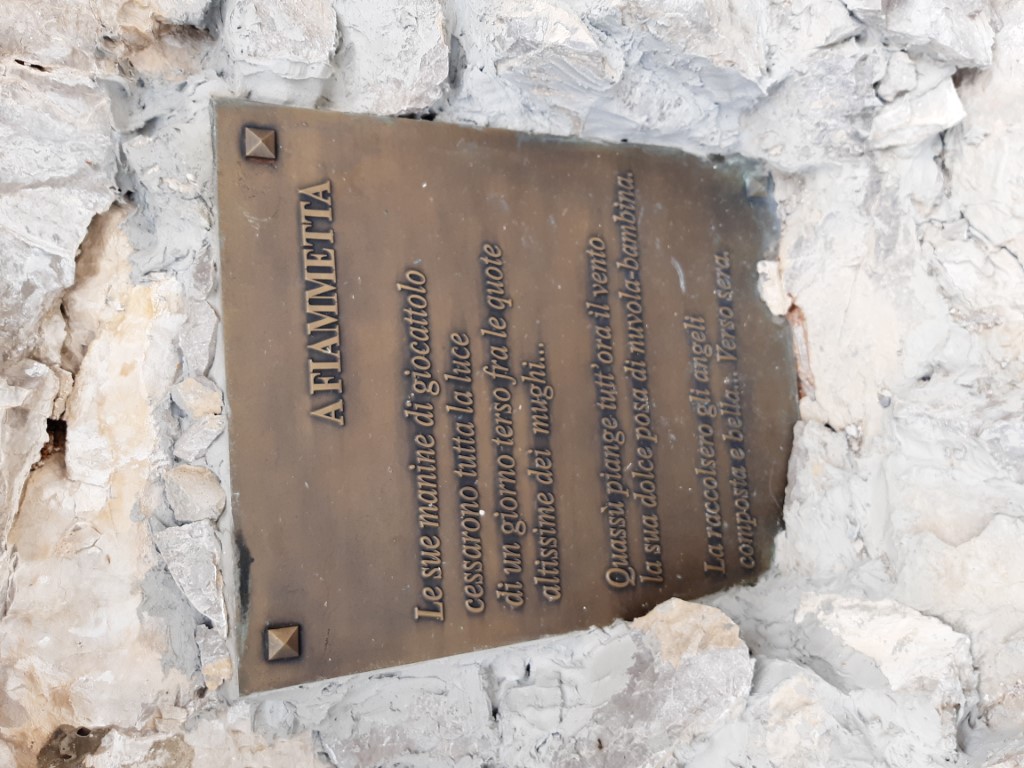 A FIAMMETTA
Le sue manine di giocattolo
cessarono tutta la luce
di un giorno terso fra le quote
altissime dei mughi...
Quassù piange tutt'ora il vento
la sua dolce posa di nuvola-bambina.
La raccolsero gli angeli
composta e bella... Verso sera.